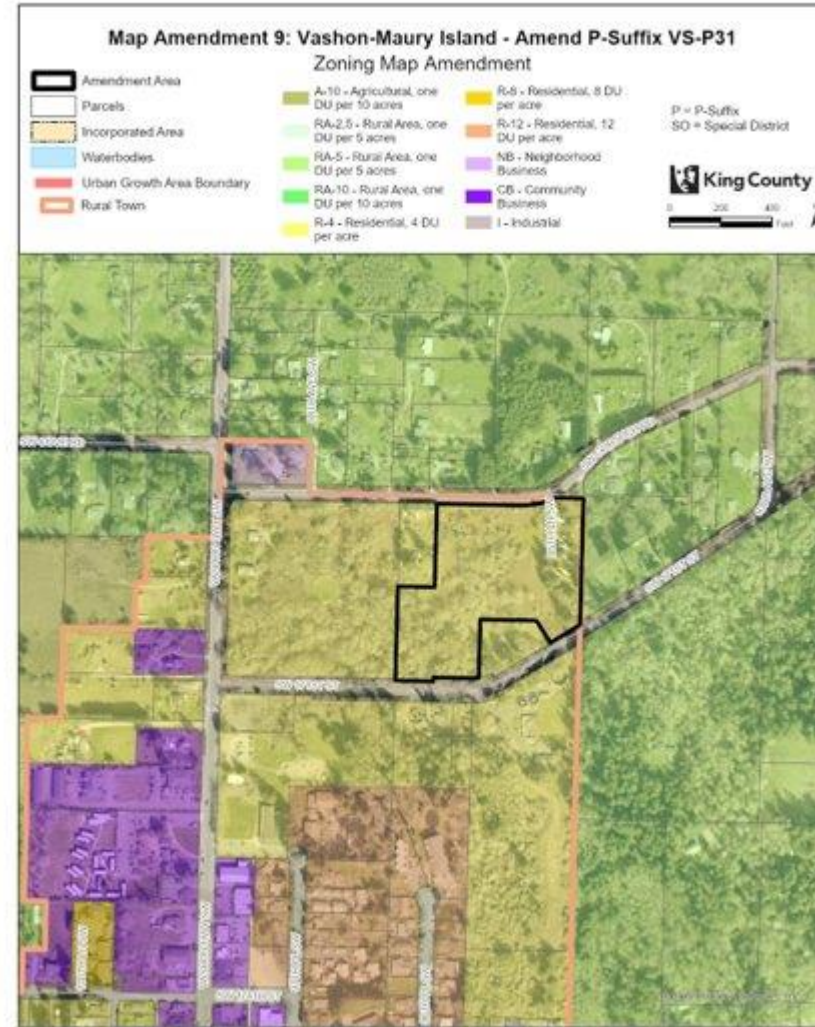 Map Amendment 9: Vashon-Maury Island - Amend P-Suffix VS-P31
Zoning Map Amendment
Amendment Area
Parcels
Incorporated Area
Waterbodies
Urban Growth Area Boundary
Rural Town
A-10 - Agricultural, one
DU per 10 acres
RA-2.5 - Rural Area, one
DU per 5 acres
RA-5 - Rural Area, one
DU per 5 acres
RA-10 - Rural Area, one
DU per 10 acres
R-4 - Residential, 4 DU
per acre
R-8 - Residential, 8 DU
per acre
R-12 - Residential, 12
DU per acre
NB - Neighborhood
Business
CB - Community
Business
I - Industrial
P = P-Suffix
SO = Special District
King County
0 200 400
Feet